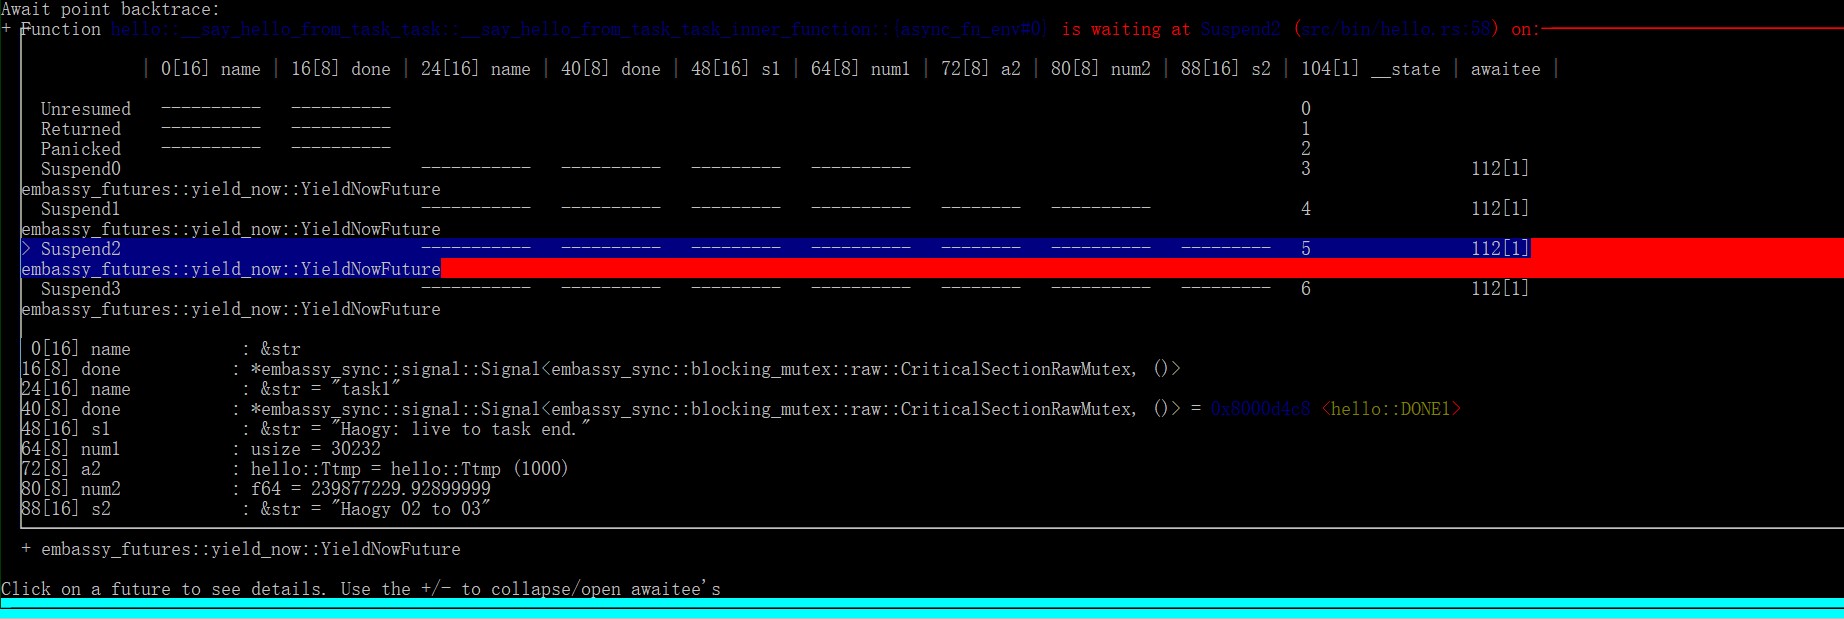 Await point backtrace:
+ Function hello::__say_hello_from_task_task::__say_hello_from_task_task_inner_function::{async_fn_env#0} is waiting at Suspend2 (src/bin/hello.rs:58) on:
| 0[16] name | 16[8] done | 24[16] name | 40[8] done | 48[16] s1 | 64[8] num1 | 72[8] a2 | 80[8] num2 | 88[16] s2 | 104[1] __state | awaitee |
Unresumed ---------- ---------- 0
Returned ---------- ---------- 1
Panicked ---------- ---------- 2
Suspend0 ----------- ---------- --------- ---------- 3 112[1]
embassy_futures::yield_now::YieldNowFuture
Suspend1 ----------- ---------- --------- ---------- -------- ---------- 4 112[1]
embassy_futures::yield_now::YieldNowFuture
> Suspend2 ----------- ---------- --------- ---------- -------- ---------- --------- 5 112[1]
embassy_futures::yield_now::YieldNowFuture
Suspend3 ----------- ---------- --------- ---------- -------- ---------- --------- 6 112[1]
embassy_futures::yield_now::YieldNowFuture
0[16] name : &str
16[8] done : *embassy_sync::signal::Signal<embassy_sync::blocking_mutex::raw::CriticalSectionRawMutex, ()>
24[16] name : &str = "task1"
40[8] done : *embassy_sync::signal::Signal<embassy_sync::blocking_mutex::raw::CriticalSectionRawMutex, ()> = 0x8000d4c8 <hello::DONE1>
48[16] s1 : &str = "Haogy: live to task end."
64[8] num1 : usize = 30232
72[8] a2 : hello::Ttmp = hello::Ttmp (1000)
80[8] num2 : f64 = 239877229.92899999
88[16] s2 : &str = "Haogy 02 to 03"
+ embassy_futures::yield_now::YieldNowFuture
Click on a future to see details. Use the +/- to collapse/open awaitee's